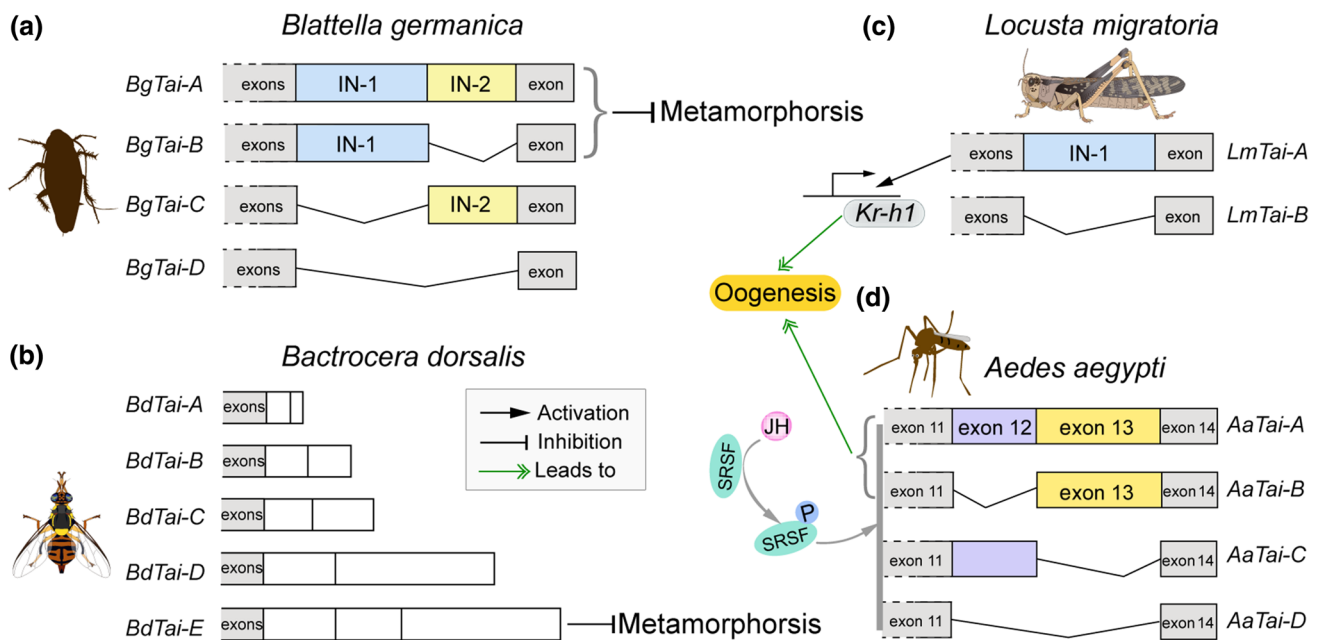 (a)
Blattella germanica
BgTai-A exons IN-1 IN-2 exon
BgTai-B exons IN-1 exon
BgTai-C exons IN-2 exon
BgTai-D exons exon
Metamorphorsis
(b)
Bactrocera dorsalis
BdTai-A exons
BdTai-B exons
BdTai-C exons
BdTai-D exons
BdTai-E exons
Metamorphorsis
Activation
Inhibition
Leads to
(c)
Locusta migratoria
exons IN-1 exon LmTai-A
exons exon LmTai-B
Kr-h1
Oogenesis
(d)
Aedes aegypti
JH
SRSF
P
SRSF
exon 11 exon 12 exon 13 exon 14 AaTai-A
exon 11 exon 13 exon 14 AaTai-B
exon 11 exon 14 AaTai-C
exon 11 exon 14 AaTai-D